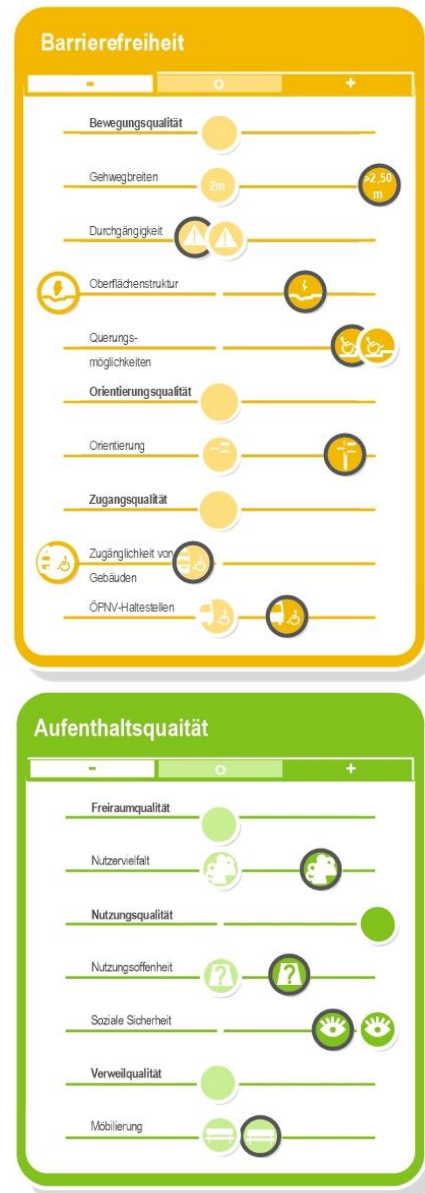 Barrierefreiheit
- o +
Bewegungsqualität
Gehwegbreiten
2m
>2,50
m
Durchgängigkeit
Oberflächenstruktur
Querungs-
möglichkeiten
Orientierungsqualität
Orientierung
Zugangsqualität
Zugänglichkeit von
Gebäuden
ÖPNV-Haltestellen
Aufenthaltsquaität
- o +
Freiraumqualität
Nutzervielfalt
Nutzungsqualität
Nutzungsoffenheit
? ?
Soziale Sicherheit
Verweilqualität
Möbilierung